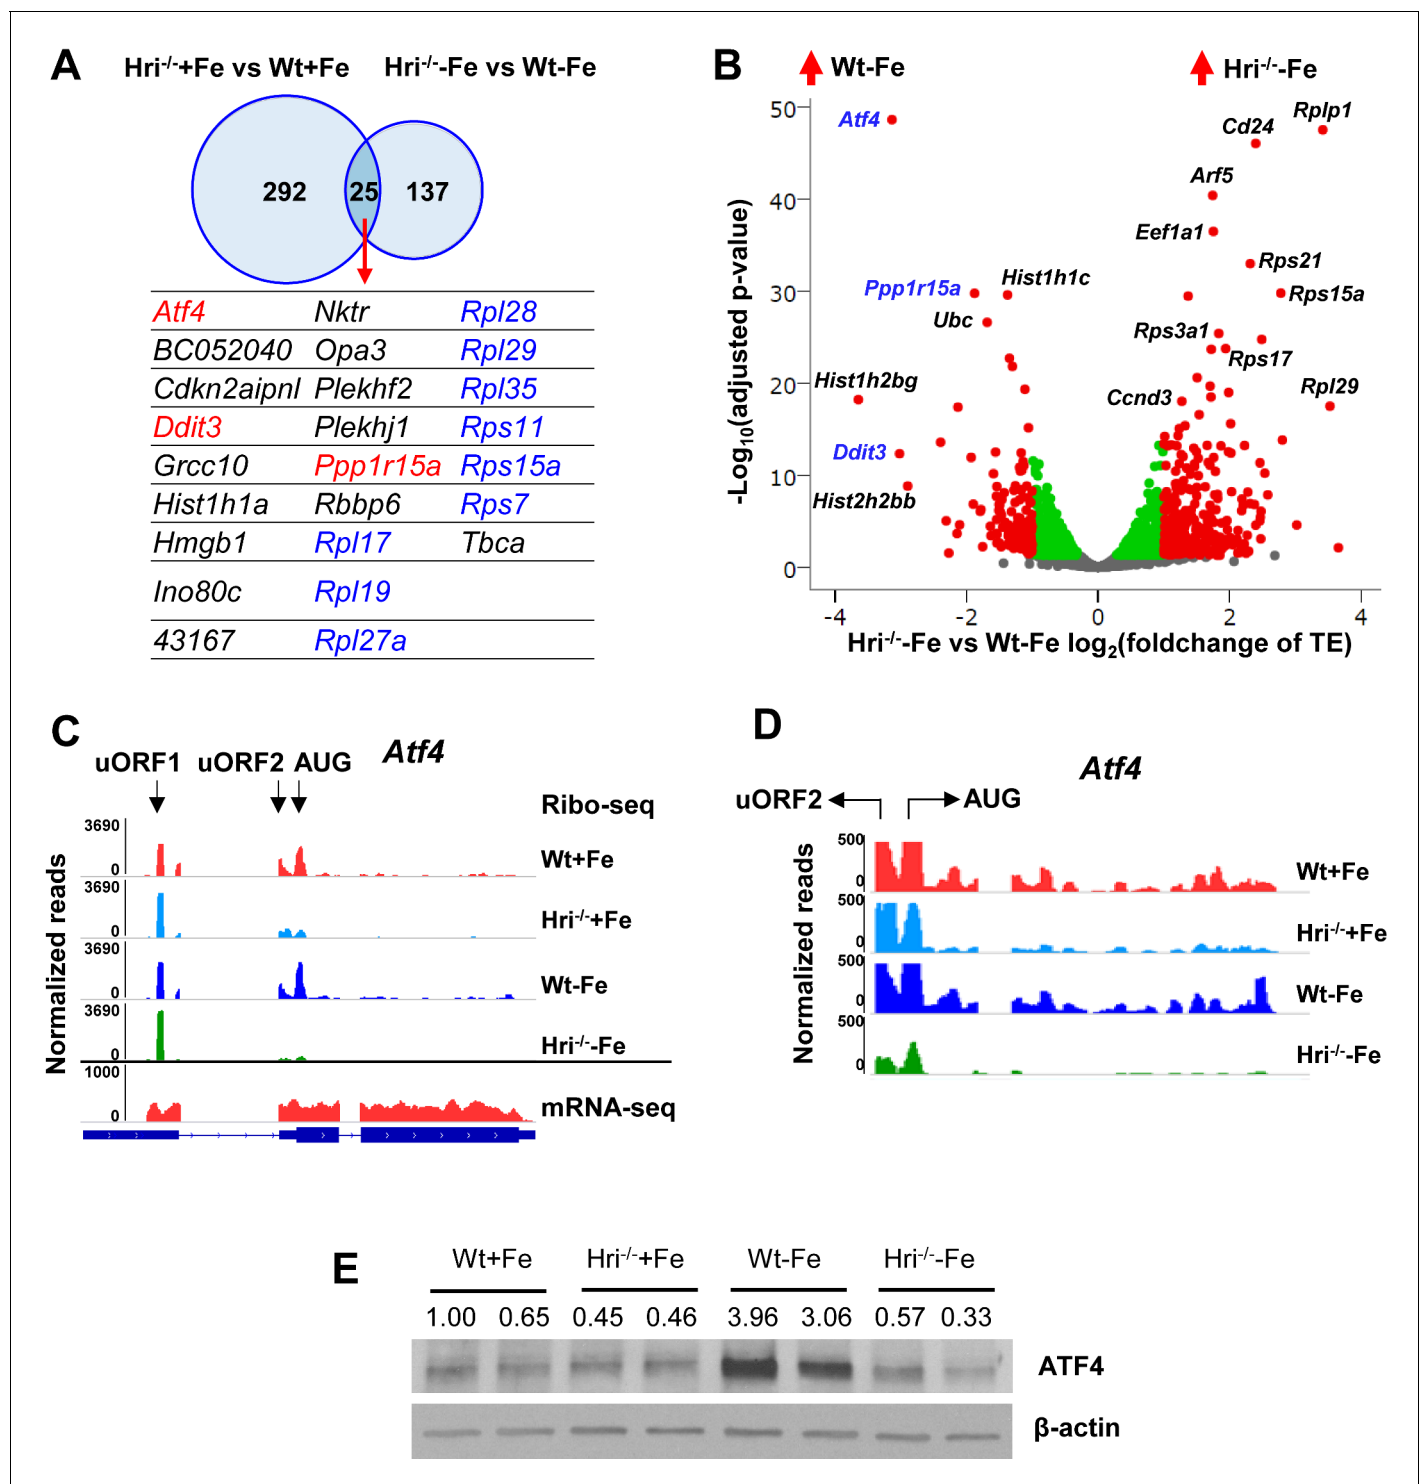 A
Hri-/-+Fe vs Wt+Fe Hri-/--Fe vs Wt-Fe
292 25 137
Atf4 Nktr Rpl28
BC052040 Opa3 Rpl29
Cdkn2aipnl Plekhf2 Rpl35
Ddit3 Plekhj1 Rps11
Grcc10 Ppp1r15a Rps15a
Hist1h1a Rbbp6 Rps7
Hmgb1 Rpl17 Tbca
Ino80c Rpl19
43167 Rpl27a
B
Wt-Fe Hri-/--Fe
-Log10(adjusted p-value)
50
40
30
20
10
0
Atf4
Rplp1
Cd24
Arf5
Eef1a1
Rps21
Ppp1r15a
Hist1h1c
Rps15a
Ubc
Rps3a1
Rps17
Hist1h2bg
Rpl29
Ccnd3
Ddit3
Hist2h2bb
-4 -2 0 2 4
Hri-/--Fe vs Wt-Fe log2(foldchange of TE)
C
Atf4
uORF1 uORF2 AUG
Ribo-seq
Normalized reads
3690
0
Wt+Fe
3690
0
Hri-/-+Fe
3690
0
Wt-Fe
3690
0
Hri-/--Fe
1000
0
mRNA-seq
D
Atf4
uORF2 AUG
Normalized reads
500
0
Wt+Fe
500
0
Hri-/-+Fe
500
0
Wt-Fe
500
0
Hri-/--Fe
E
Wt+Fe Hri-/-+Fe Wt-Fe Hri-/--Fe
1.00 0.65 0.45 0.46 3.96 3.06 0.57 0.33
ATF4
β-actin